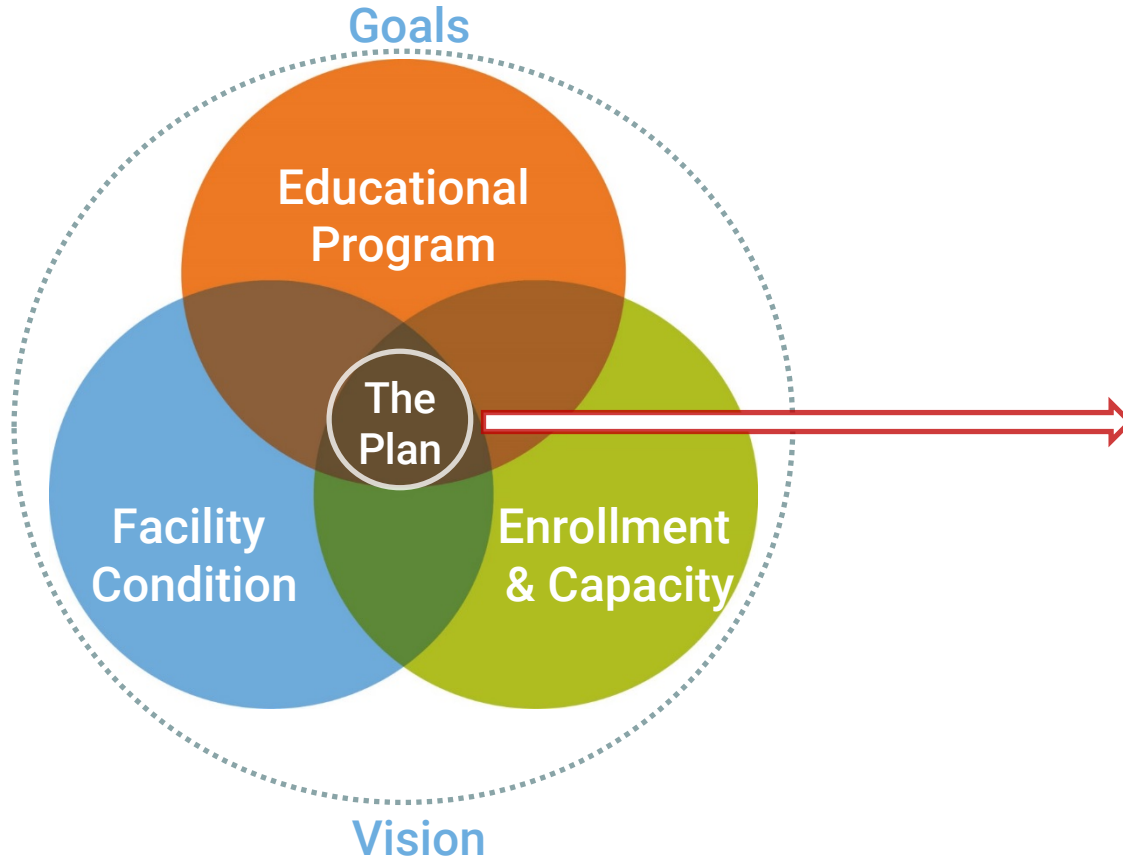 Goals
Educational
Program
The
Plan
Facility
Condition
Enrollment
& Capacity
Vision